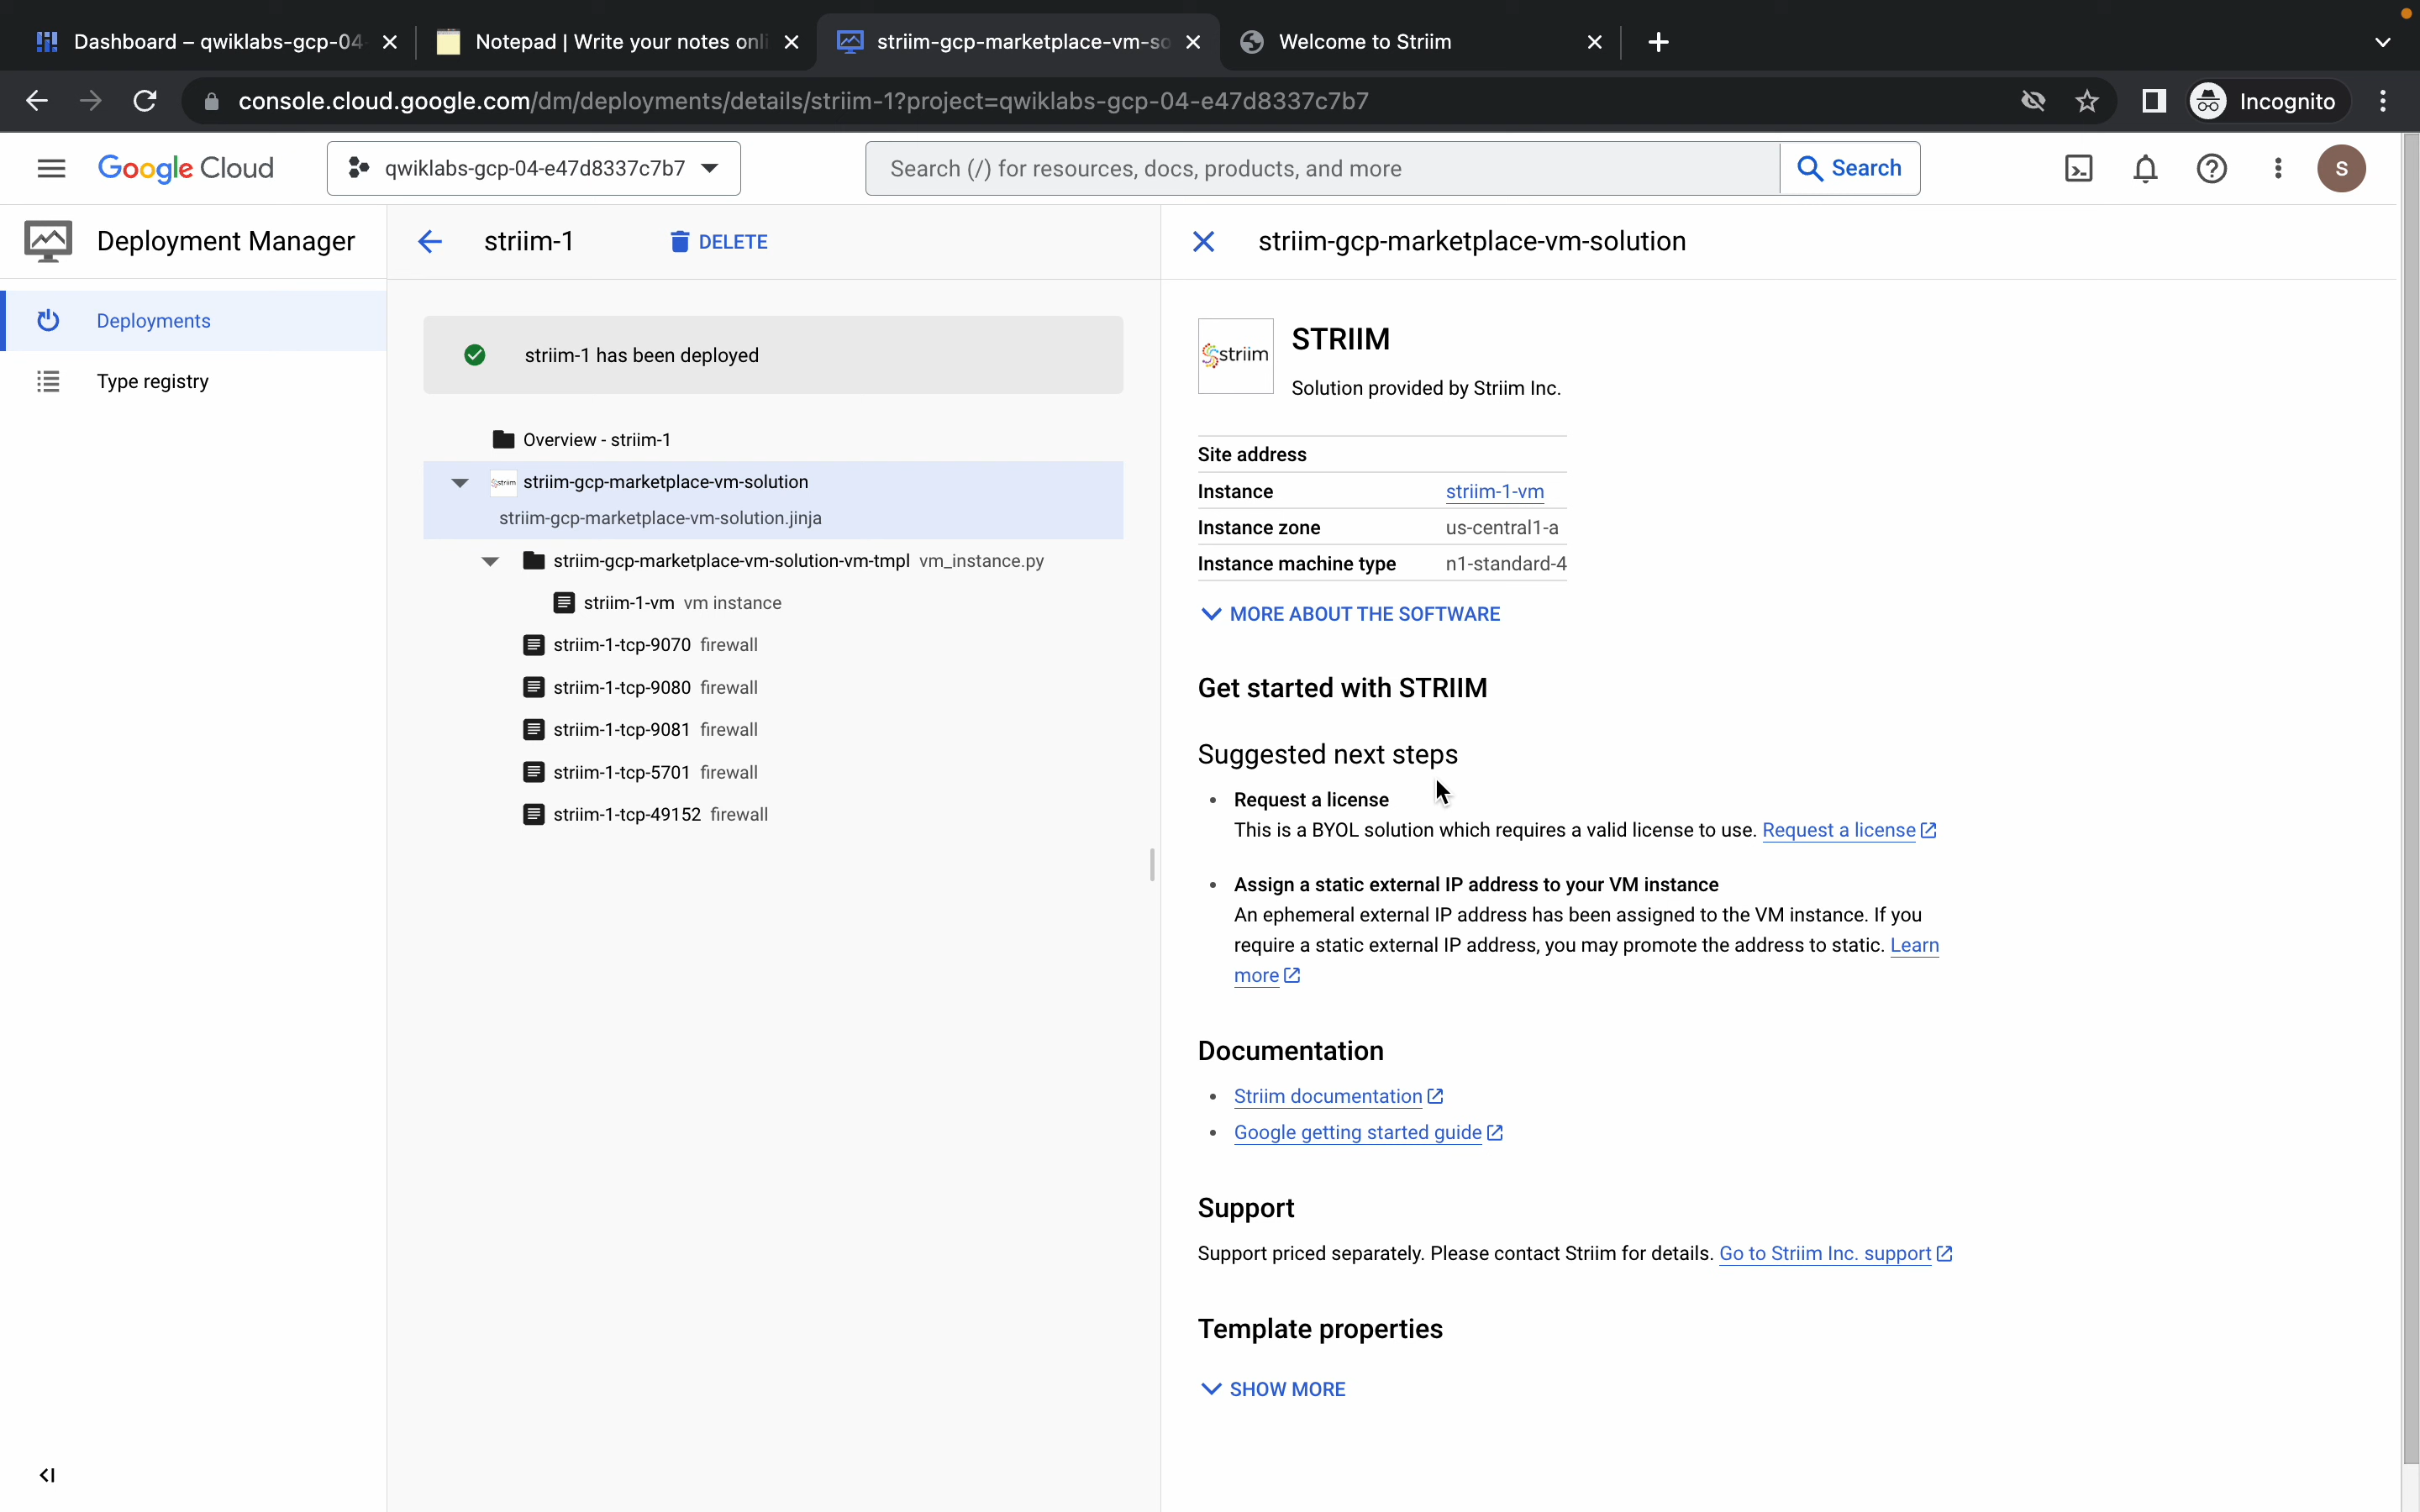 Dashboard – qwiklabs-gcp-04-
Notepad | Write your notes onli
striim-gcp-marketplace-vm-so
Welcome to Striim
console.cloud.google.com/dm/deployments/details/striim-1?project=qwiklabs-gcp-04-e47d8337c7b7
Incognito
Google Cloud
qwiklabs-gcp-04-e47d8337c7b7
Search (/) for resources, docs, products, and more
Search
S
Deployment Manager
Deployments
Type registry
striim-1
DELETE
striim-1 has been deployed
Overview - striim-1
striim
striim-gcp-marketplace-vm-solution
striim-gcp-marketplace-vm-solution.jinja
striim-gcp-marketplace-vm-solution-vm-tmpl vm_instance.py
striim-1-vm vm instance
striim-1-tcp-9070 firewall
striim-1-tcp-9080 firewall
striim-1-tcp-9081 firewall
striim-1-tcp-5701 firewall
striim-1-tcp-49152 firewall
striim-gcp-marketplace-vm-solution
striim
STRIIM
Solution provided by Striim Inc.
Site address
Instance striim-1-vm
Instance zone us-central1-a
Instance machine type n1-standard-4
MORE ABOUT THE SOFTWARE
Get started with STRIIM
Suggested next steps
• Request a license
This is a BYOL solution which requires a valid license to use. Request a license
• Assign a static external IP address to your VM instance
An ephemeral external IP address has been assigned to the VM instance. If you
require a static external IP address, you may promote the address to static. Learn
more
Documentation
• Striim documentation
• Google getting started guide
Support
Support priced separately. Please contact Striim for details. Go to Striim Inc. support
Template properties
SHOW MORE